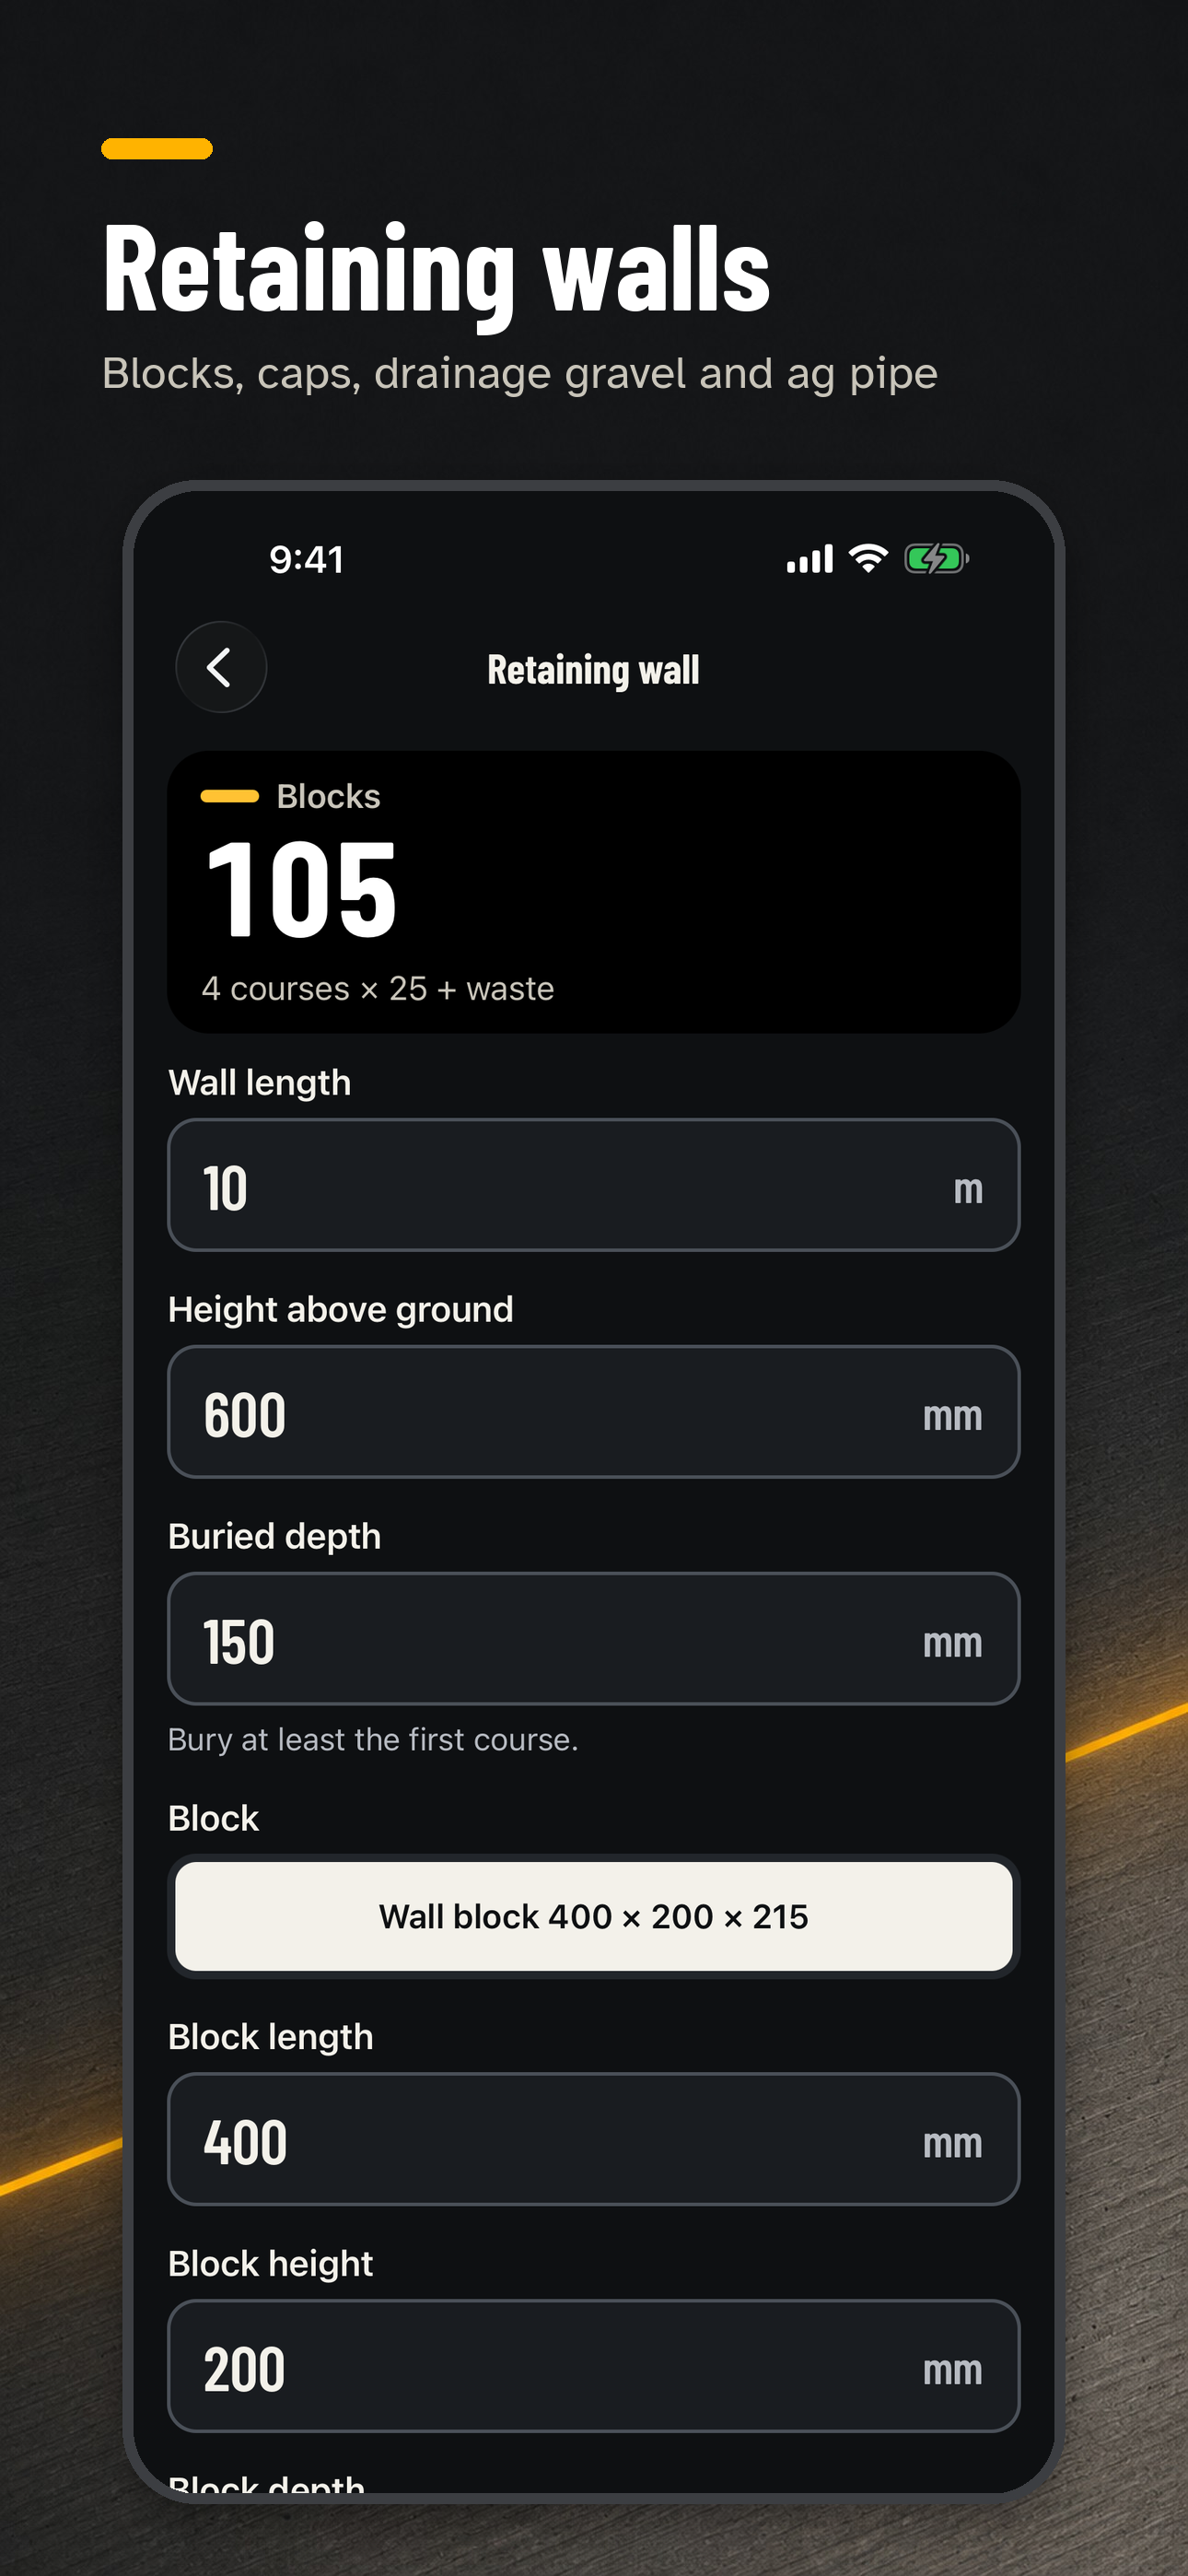 Retaining walls
Blocks, caps, drainage gravel and ag pipe
9:41
Retaining wall
Blocks
105
4 courses × 25 + waste
Wall length
10 m
Height above ground
600 mm
Buried depth
150 mm
Bury at least the first course.
Block
Wall block 400 × 200 × 215
Block length
400 mm
Block height
200 mm
Block depth